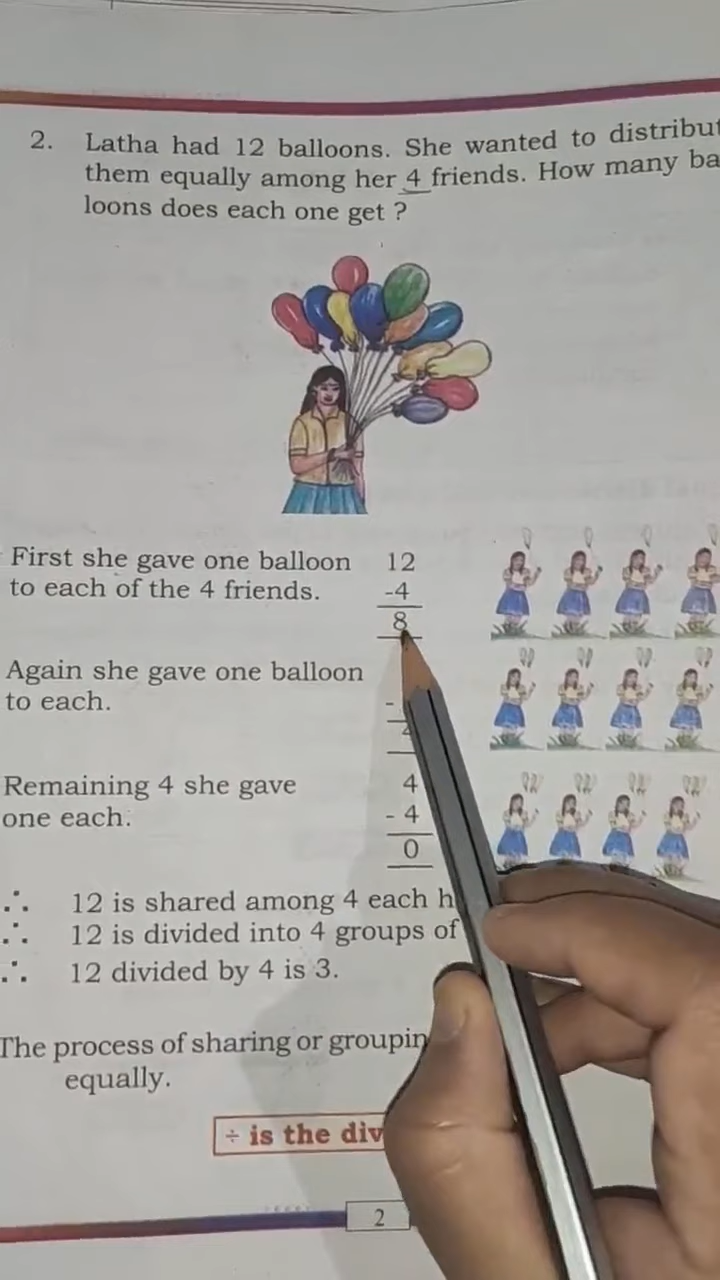 2. Latha had 12 balloons. She wanted to distribut
them equally among her 4 friends. How many ba
loons does each one get ?
First she gave one balloon 12
to each of the 4 friends. -4
8
Again she gave one balloon
to each. -
4
Remaining 4 she gave 4
one each. - 4
0
∴ 12 is shared among 4 each h
∴ 12 is divided into 4 groups of
∴ 12 divided by 4 is 3.
The process of sharing or groupin
equally.
÷ is the div
2